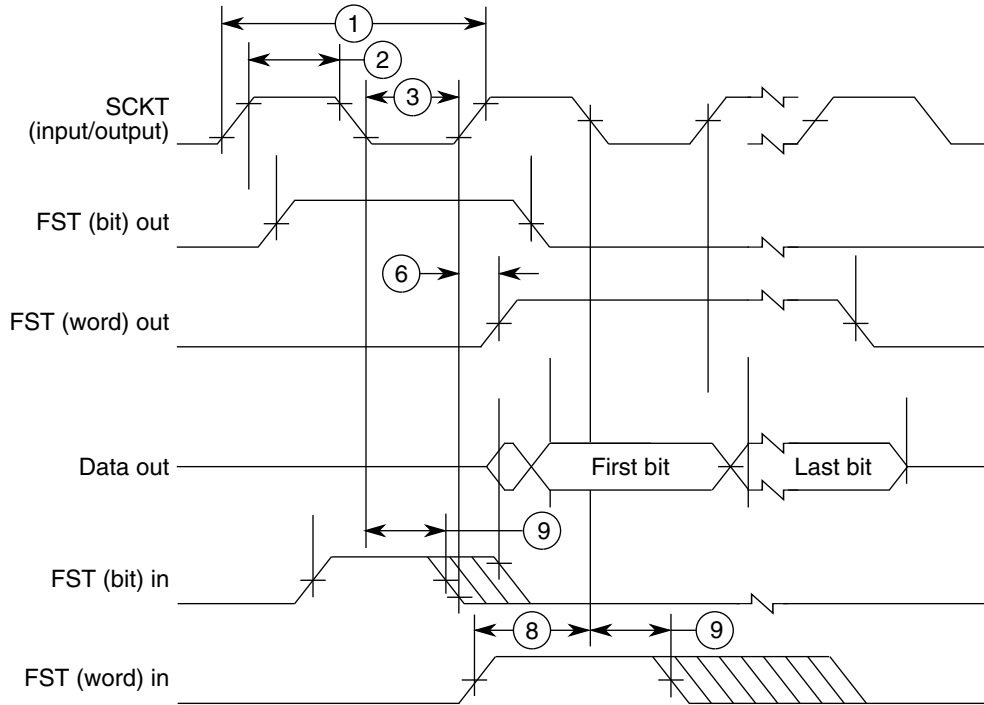 1
2
3
SCKT
(input/output)
FST (bit) out
6
FST (word) out
Data out
First bit
Last bit
9
FST (bit) in
8
9
FST (word) in